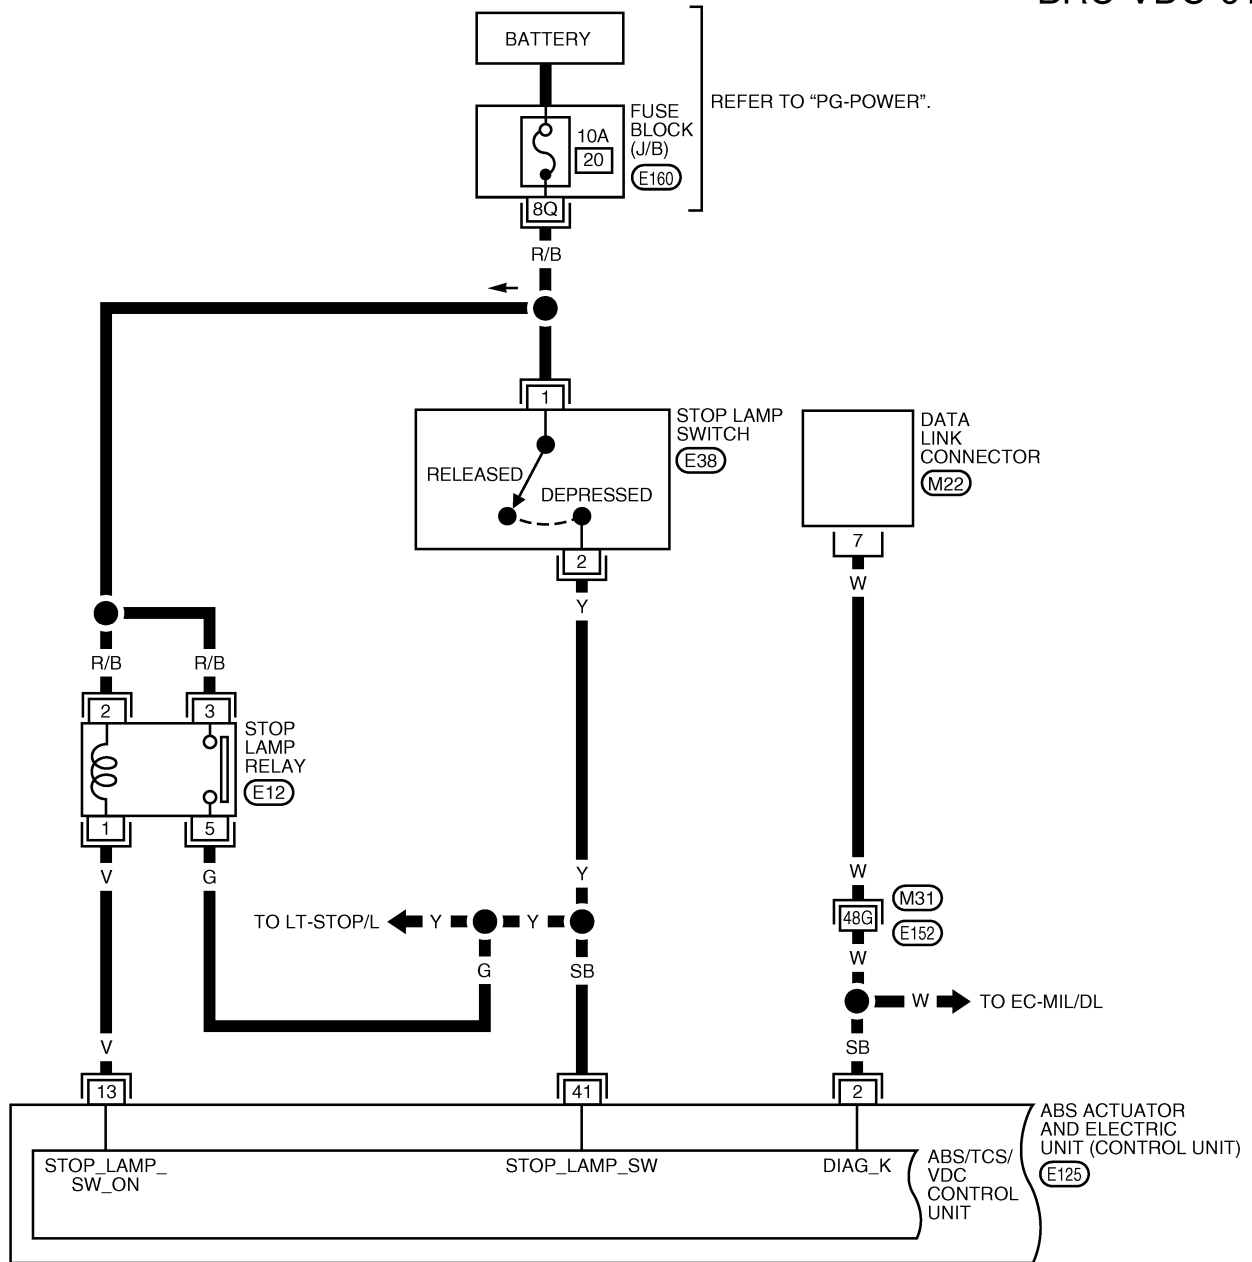 BATTERY
REFER TO “PG-POWER”.
FUSE
BLOCK
(J/B)
E160
10A
20
8Q
R/B
1
STOP LAMP
SWITCH
E38
RELEASED
DEPRESSED
2
Y
DATA
LINK
CONNECTOR
M22
7
W
R/B
R/B
2
3
STOP
LAMP
RELAY
E12
1
5
V
G
Y
W
M31
48G
E152
TO LT-STOP/L
Y
Y
G
SB
W
W
TO EC-MIL/DL
V
SB
13
41
2
ABS ACTUATOR
AND ELECTRIC
UNIT (CONTROL UNIT)
E125
STOP_LAMP_
SW_ON
STOP_LAMP_SW
DIAG_K
ABS/TCS/
VDC
CONTROL
UNIT